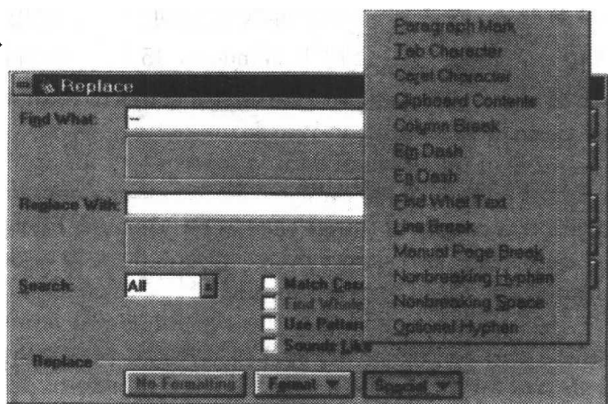 Replace
Find What: --
Replace With:
Search: All
Match Case
Find Whole
Use Pattern
Sounds Like
Replace
No Formatting Format Special
Paragraph Mark
Tab Character
Caret Character
Clipboard Contents
Column Break
Em Dash
En Dash
Find What Text
Line Break
Manual Page Break
Nonbreaking Hyphen
Nonbreaking Space
Optional Hyphen